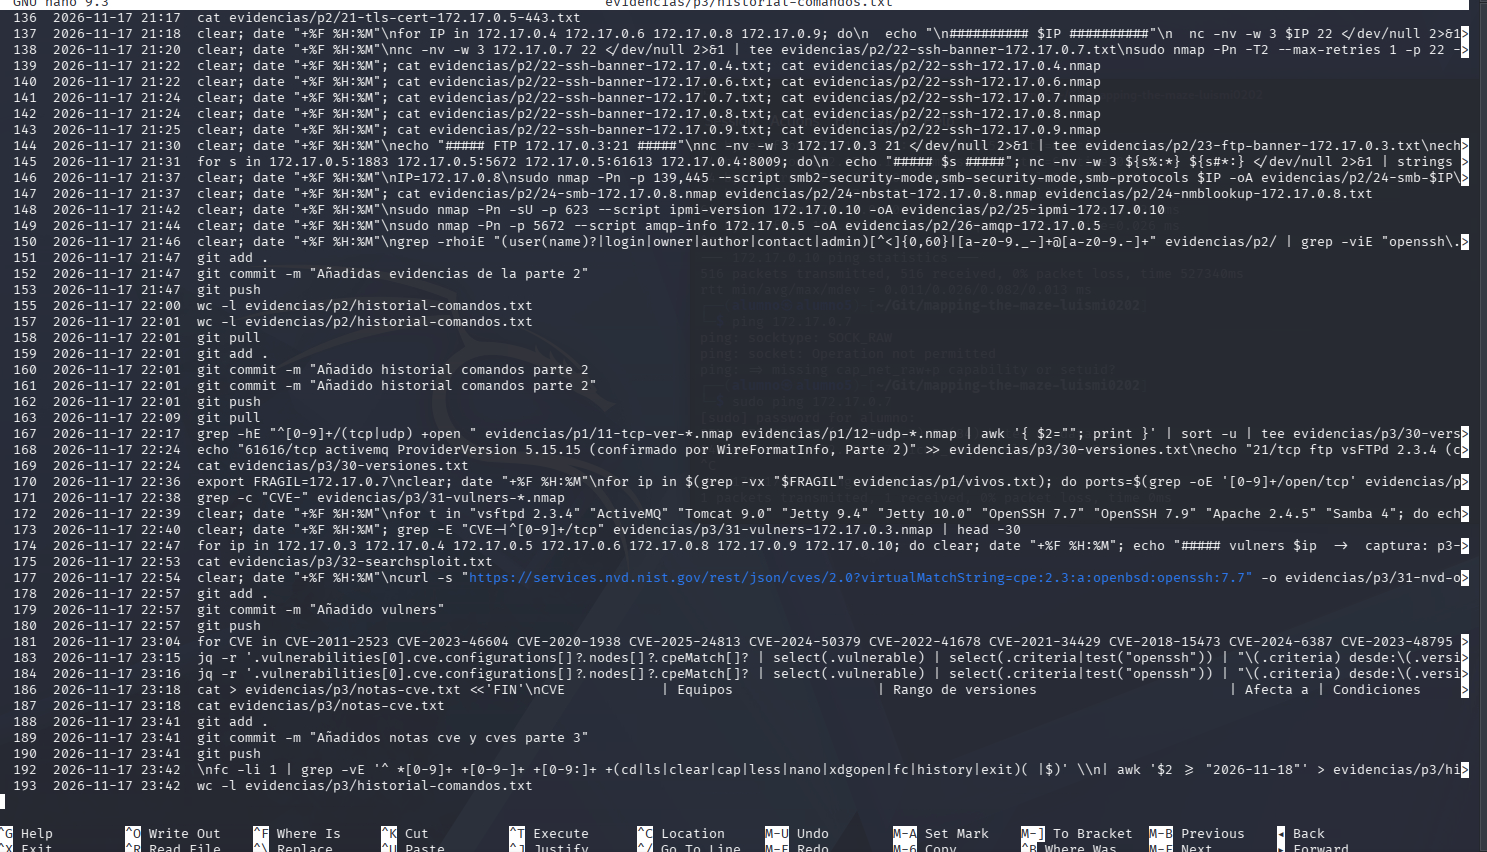 GNU nano 9.3 evidencias/p3/historial-comandos.txt
136 2026-11-17 21:17 cat evidencias/p2/21-tls-cert-172.17.0.5-443.txt
137 2026-11-17 21:18 clear; date "+%F %H:%M"\nfor IP in 172.17.0.4 172.17.0.6 172.17.0.8 172.17.0.9; do\n echo "\n########## $IP ##########"\n nc -nv -w 3 $IP 22 </dev/null 2>&1>
138 2026-11-17 21:20 clear; date "+%F %H:%M"\nnc -nv -w 3 172.17.0.7 22 </dev/null 2>&1 | tee evidencias/p2/22-ssh-banner-172.17.0.7.txt\nsudo nmap -Pn -T2 --max-retries 1 -p 22 ->
139 2026-11-17 21:22 clear; date "+%F %H:%M"; cat evidencias/p2/22-ssh-banner-172.17.0.4.txt; cat evidencias/p2/22-ssh-172.17.0.4.nmap
140 2026-11-17 21:22 clear; date "+%F %H:%M"; cat evidencias/p2/22-ssh-banner-172.17.0.6.txt; cat evidencias/p2/22-ssh-172.17.0.6.nmap
141 2026-11-17 21:24 clear; date "+%F %H:%M"; cat evidencias/p2/22-ssh-banner-172.17.0.7.txt; cat evidencias/p2/22-ssh-172.17.0.7.nmap
142 2026-11-17 21:24 clear; date "+%F %H:%M"; cat evidencias/p2/22-ssh-banner-172.17.0.8.txt; cat evidencias/p2/22-ssh-172.17.0.8.nmap
143 2026-11-17 21:25 clear; date "+%F %H:%M"; cat evidencias/p2/22-ssh-banner-172.17.0.9.txt; cat evidencias/p2/22-ssh-172.17.0.9.nmap
144 2026-11-17 21:30 clear; date "+%F %H:%M"\necho "##### FTP 172.17.0.3:21 #####"\nnc -nv -w 3 172.17.0.3 21 </dev/null 2>&1 | tee evidencias/p2/23-ftp-banner-172.17.0.3.txt\nech>
145 2026-11-17 21:31 for s in 172.17.0.5:1883 172.17.0.5:5672 172.17.0.5:61613 172.17.0.4:8009; do\n echo "##### $s #####"; nc -nv -w 3 ${s%:*} ${s#*:} </dev/null 2>&1 | strings >
146 2026-11-17 21:37 clear; date "+%F %H:%M"\nIP=172.17.0.8\nsudo nmap -Pn -p 139,445 --script smb2-security-mode,smb-security-mode,smb-protocols $IP -oA evidencias/p2/24-smb-$IP\>
147 2026-11-17 21:37 clear; date "+%F %H:%M"; cat evidencias/p2/24-smb-172.17.0.8.nmap evidencias/p2/24-nbstat-172.17.0.8.nmap evidencias/p2/24-nmblookup-172.17.0.8.txt
148 2026-11-17 21:42 clear; date "+%F %H:%M"\nsudo nmap -Pn -sU -p 623 --script ipmi-version 172.17.0.10 -oA evidencias/p2/25-ipmi-172.17.0.10
149 2026-11-17 21:44 clear; date "+%F %H:%M"\nsudo nmap -Pn -p 5672 --script amqp-info 172.17.0.5 -oA evidencias/p2/26-amqp-172.17.0.5
150 2026-11-17 21:46 clear; date "+%F %H:%M"\ngrep -rhoiE "(user(name)?|login|owner|author|contact|admin)[^<]{0,60}|[a-z0-9._-]+@[a-z0-9.-]+" evidencias/p2/ | grep -viE "openssh\.>
151 2026-11-17 21:47 git add .
152 2026-11-17 21:47 git commit -m "Añadidas evidencias de la parte 2"
153 2026-11-17 21:47 git push
155 2026-11-17 22:00 wc -l evidencias/p2/historial-comandos.txt
157 2026-11-17 22:01 wc -l evidencias/p2/historial-comandos.txt
158 2026-11-17 22:01 git pull
159 2026-11-17 22:01 git add .
160 2026-11-17 22:01 git commit -m "Añadido historial comandos parte 2
161 2026-11-17 22:01 git commit -m "Añadido historial comandos parte 2"
162 2026-11-17 22:01 git push
163 2026-11-17 22:09 git pull
167 2026-11-17 22:17 grep -hE "^[0-9]+/(tcp|udp) +open " evidencias/p1/11-tcp-ver-*.nmap evidencias/p1/12-udp-*.nmap | awk '{ $2=""; print }' | sort -u | tee evidencias/p3/30-vers>
168 2026-11-17 22:24 echo "61616/tcp activemq ProviderVersion 5.15.15 (confirmado por WireFormatInfo, Parte 2)" >> evidencias/p3/30-versiones.txt\necho "21/tcp ftp vsFTPd 2.3.4 (c>
169 2026-11-17 22:24 cat evidencias/p3/30-versiones.txt
170 2026-11-17 22:36 export FRAGIL=172.17.0.7\nclear; date "+%F %H:%M"\nfor ip in $(grep -vx "$FRAGIL" evidencias/p1/vivos.txt); do ports=$(grep -oE '[0-9]+/open/tcp' evidencias/p>
171 2026-11-17 22:38 grep -c "CVE-" evidencias/p3/31-vulners-*.nmap
172 2026-11-17 22:39 clear; date "+%F %H:%M"\nfor t in "vsftpd 2.3.4" "ActiveMQ" "Tomcat 9.0" "Jetty 9.4" "Jetty 10.0" "OpenSSH 7.7" "OpenSSH 7.9" "Apache 2.4.5" "Samba 4"; do ech>
173 2026-11-17 22:40 clear; date "+%F %H:%M"; grep -E "CVE-|^[0-9]+/tcp" evidencias/p3/31-vulners-172.17.0.3.nmap | head -30
174 2026-11-17 22:47 for ip in 172.17.0.3 172.17.0.4 172.17.0.5 172.17.0.6 172.17.0.8 172.17.0.9 172.17.0.10; do clear; date "+%F %H:%M"; echo "##### vulners $ip → captura: p3->
175 2026-11-17 22:53 cat evidencias/p3/32-searchsploit.txt
177 2026-11-17 22:54 clear; date "+%F %H:%M"\ncurl -s "https://services.nvd.nist.gov/rest/json/cves/2.0?virtualMatchString=cpe:2.3:a:openbsd:openssh:7.7" -o evidencias/p3/31-nvd-o>
178 2026-11-17 22:57 git add .
179 2026-11-17 22:57 git commit -m "Añadido vulners"
180 2026-11-17 22:57 git push
181 2026-11-17 23:04 for CVE in CVE-2011-2523 CVE-2023-46604 CVE-2020-1938 CVE-2025-24813 CVE-2024-50379 CVE-2022-41678 CVE-2021-34429 CVE-2018-15473 CVE-2024-6387 CVE-2023-48795 >
183 2026-11-17 23:15 jq -r '.vulnerabilities[0].cve.configurations[]?.nodes[]?.cpeMatch[]? | select(.vulnerable) | select(.criteria|test("openssh")) | "\(.criteria) desde:\(.versi>
184 2026-11-17 23:16 jq -r '.vulnerabilities[0].cve.configurations[]?.nodes[]?.cpeMatch[]? | select(.vulnerable) | select(.criteria|test("openssh")) | "\(.criteria) desde:\(.versi>
186 2026-11-17 23:18 cat > evidencias/p3/notas-cve.txt <<'FIN'\nCVE | Equipos | Rango de versiones | Afecta a | Condiciones >
187 2026-11-17 23:18 cat evidencias/p3/notas-cve.txt
188 2026-11-17 23:41 git add .
189 2026-11-17 23:41 git commit -m "Añadidos notas cve y cves parte 3"
190 2026-11-17 23:41 git push
192 2026-11-17 23:42 \nfc -li 1 | grep -vE '^ *[0-9]+ +[0-9-]+ +[0-9:]+ +(cd|ls|clear|cap|less|nano|xdgopen|fc|history|exit)( |$)' \\n| awk '$2 >= "2026-11-18"' > evidencias/p3/hi>
193 2026-11-17 23:42 wc -l evidencias/p3/historial-comandos.txt
^G Help ^O Write Out ^F Where Is ^K Cut ^T Execute ^C Location M-U Undo M-A Set Mark M-] To Bracket M-B Previous ◂ Back
^X Exit ^R Read File ^\ Replace ^U Paste ^J Justify ^/ Go To Line M-E Redo M-6 Copy ^B Where Was M-F Next ▸ Forward